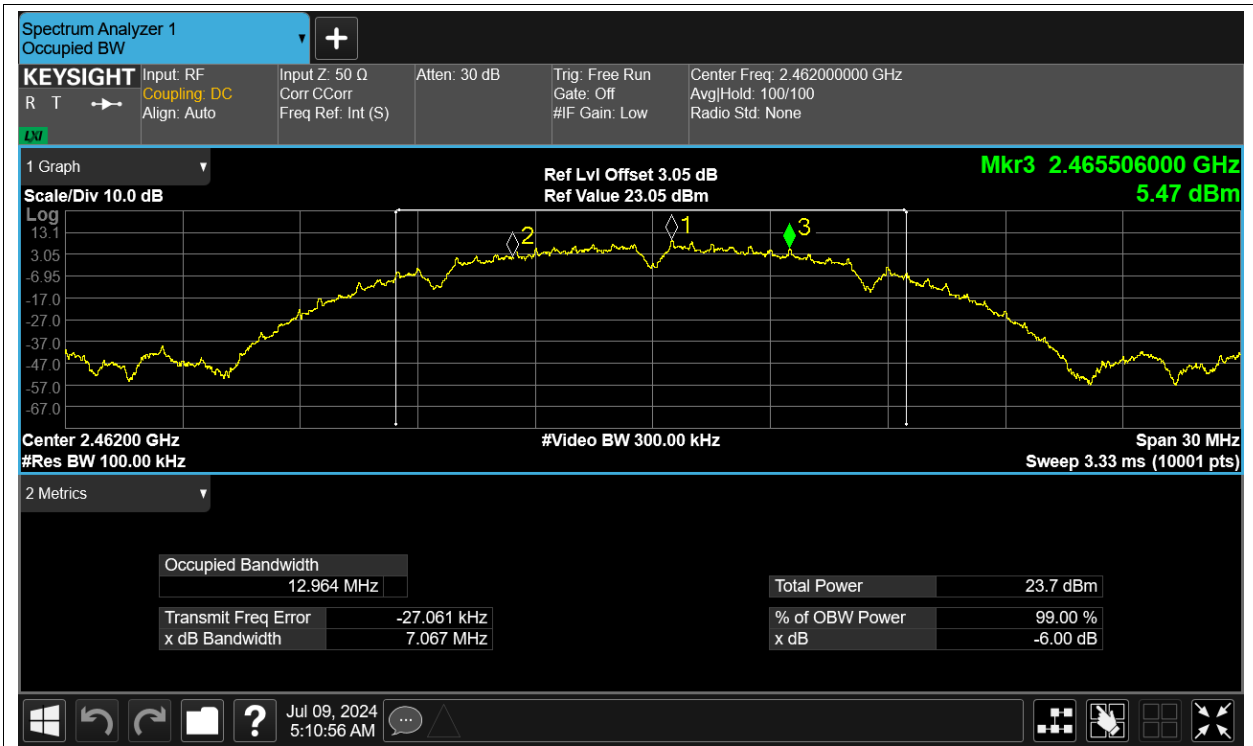 Spectrum Analyzer 1
Occupied BW
KEYSIGHT
R T
LXI
Input: RF
Coupling: DC
Align: Auto
Input Z: 50 Ω
Corr CCorr
Freq Ref: Int (S)
Atten: 30 dB
Trig: Free Run
Gate: Off
#IF Gain: Low
Center Freq: 2.462000000 GHz
Avg|Hold: 100/100
Radio Std: None
1 Graph
Scale/Div 10.0 dB
Ref Lvl Offset 3.05 dB
Ref Value 23.05 dBm
Mkr3 2.465506000 GHz
5.47 dBm
Log
13.1
3.05
-6.95
-17.0
-27.0
-37.0
-47.0
-57.0
-67.0
2
1
3
Center 2.46200 GHz
#Video BW 300.00 kHz
Span 30 MHz
#Res BW 100.00 kHz
Sweep 3.33 ms (10001 pts)
2 Metrics
Occupied Bandwidth
12.964 MHz
Total Power 23.7 dBm
Transmit Freq Error -27.061 kHz
% of OBW Power 99.00 %
x dB Bandwidth 7.067 MHz
x dB -6.00 dB
?
Jul 09, 2024
5:10:56 AM